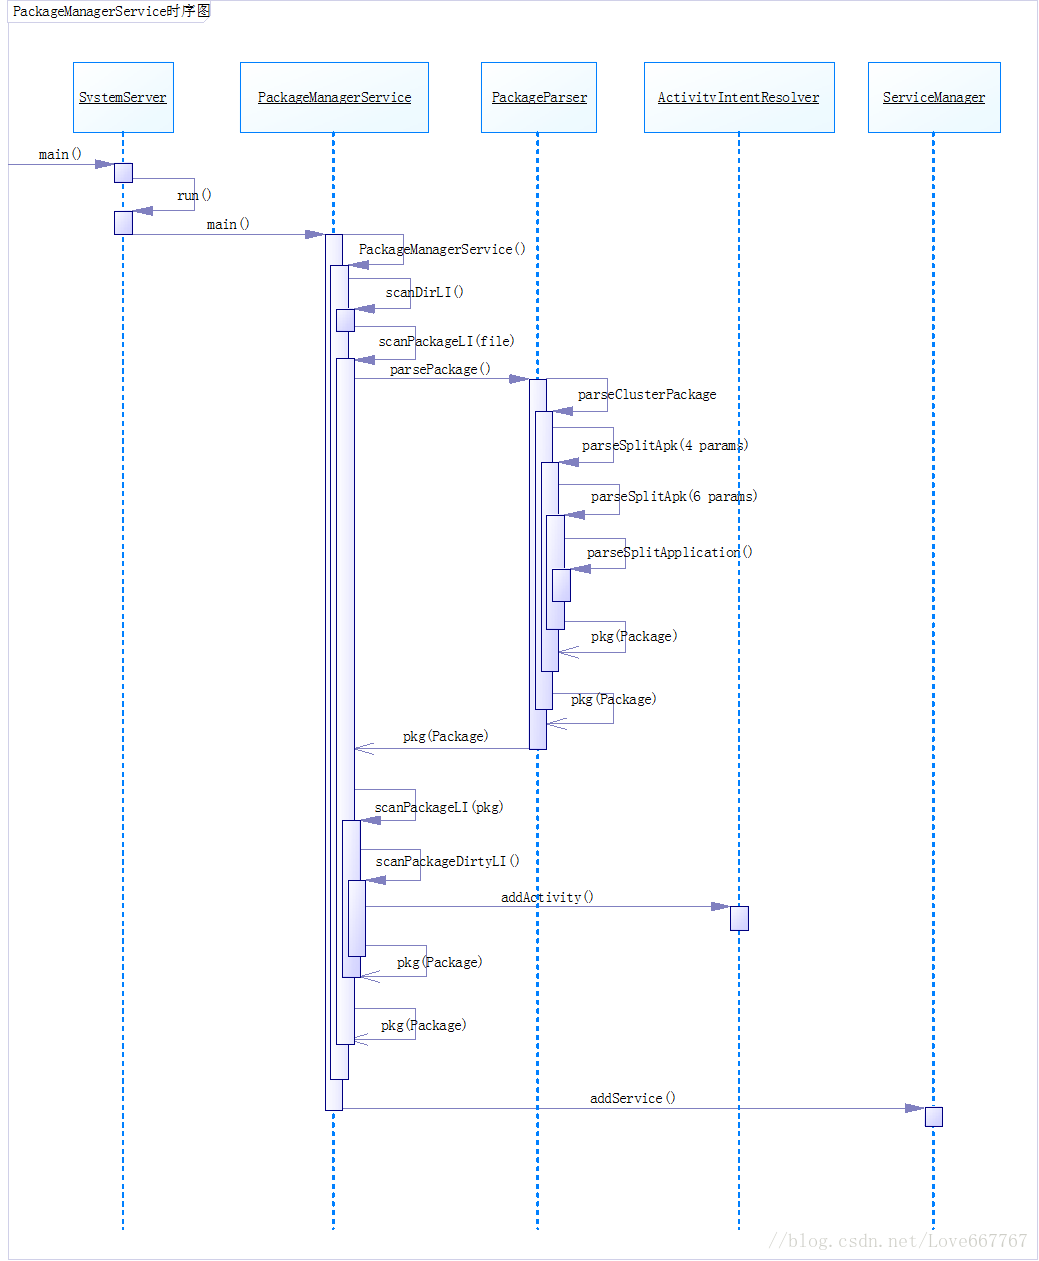 PackageManagerService时序图
SystemServer
PackageManagerService
PackageParser
ActivityIntentResolver
ServiceManager
main()
run()
main()
PackageManagerService()
scanDirLI()
scanPackageLI(file)
parsePackage()
parseClusterPackage
parseSplitApk(4 params)
parseSplitApk(6 params)
parseSplitApplication()
pkg(Package)
pkg(Package)
pkg(Package)
scanPackageLI(pkg)
scanPackageDirtyLI()
addActivity()
pkg(Package)
pkg(Package)
addService()
//blog.csdn.net/Love667767